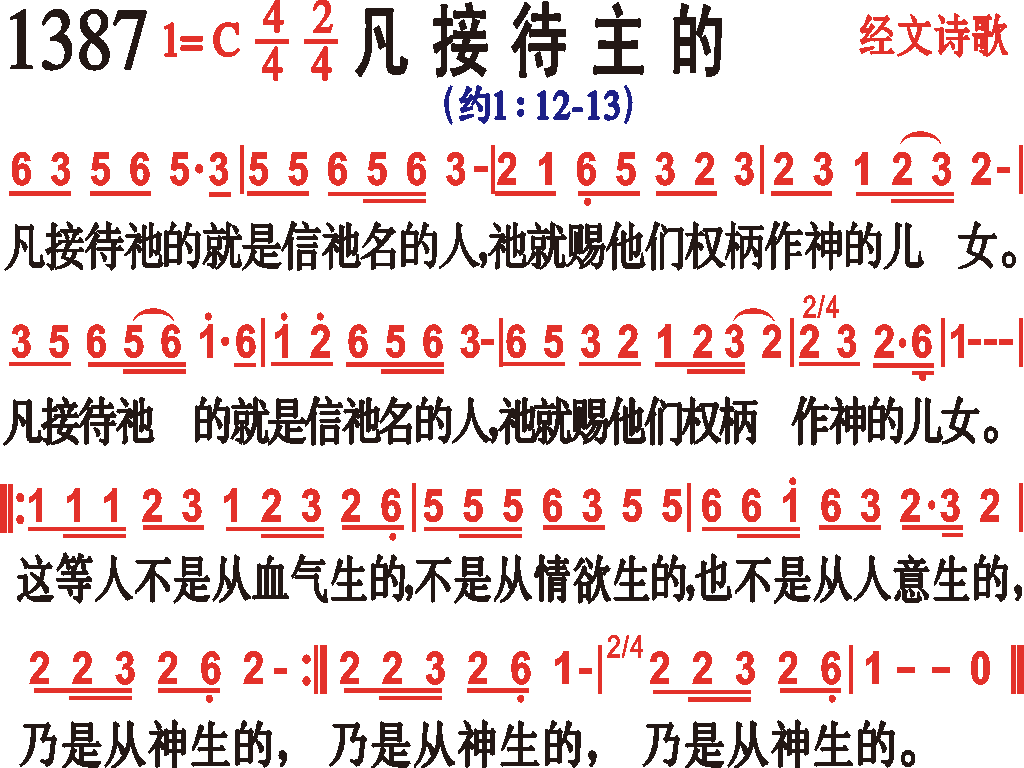 1387 1=C 4/4 2/4 凡接待主的 经文诗歌
(约1:12-13)
6 3 5 6 5·3|5 5 6 5 6 3-|2 1 6̣ 5 3 2 3|2 3 1 2 3 2-|
凡接待祂的就是信祂名的人,祂就赐他们权柄作神的儿 女。
3 5 6 5 6 1̇·6|1̇ 2̇ 6 5 6 3-|6 5 3 2 1 2 3 2|2/4 2 3 2·6̣|1---|
凡接待祂 的就是信祂名的人,祂就赐他们权柄 作神的儿女。
‖:1 1 1 2 3 1 2 3 2 6̣|5 5 5 6 3 5 5|6 6 1̇ 6 3 2·3 2|
这等人不是从血气生的,不是从情欲生的,也不是从人意生的,
2 2 3 2 6̣ 2-:‖2 2 3 2 6̣ 1-|2/4 2 2 3 2 6̣|1 - - 0‖
乃是从神生的, 乃是从神生的, 乃是从神生的。